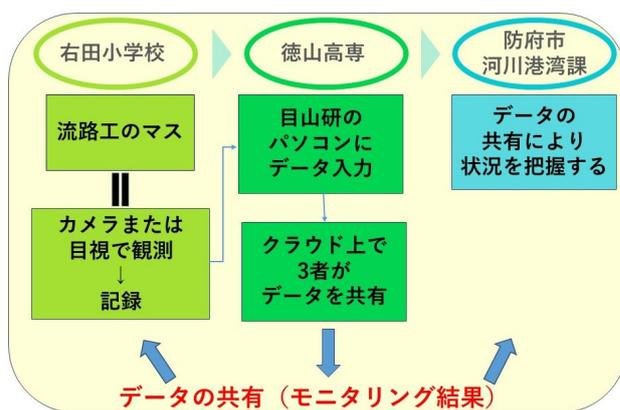 右田小学校
徳山高専
防府市
河川港湾課
流路工のマス
カメラまたは
目視で観測
↓
記録
目山研の
パソコンに
データ入力
クラウド上で
3者が
データを共有
データの
共有により
状況を把握する
データの共有（モニタリング結果）